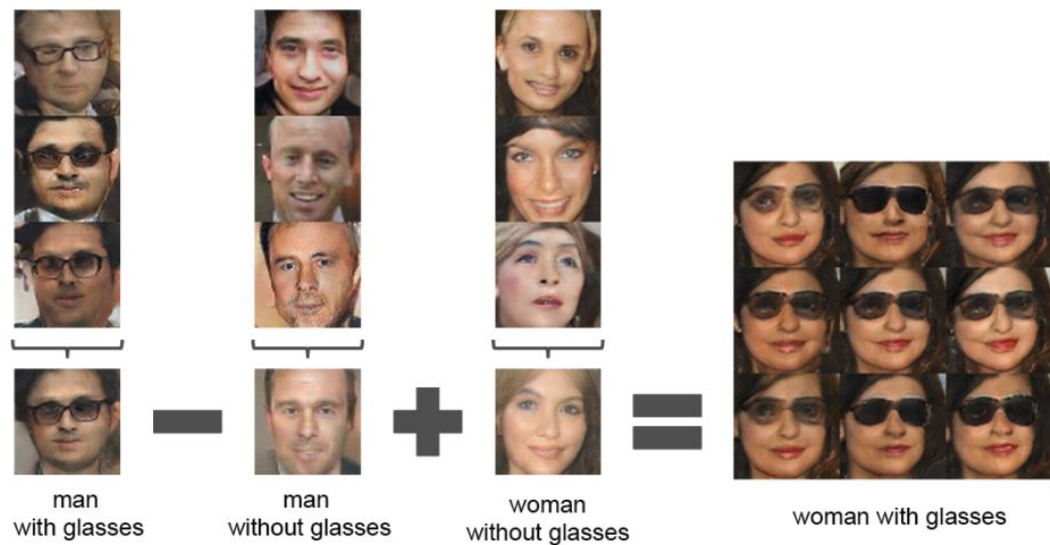 man
with glasses
man
without glasses
woman
without glasses
woman with glasses